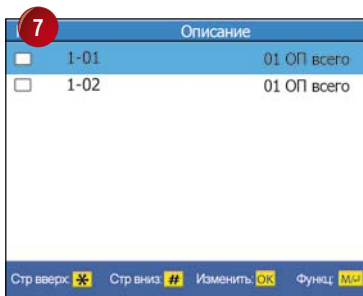 7
Описание
1-01 01 ОП всего
1-02 01 ОП всего
Стр вверх: * Стр вниз: # Изменить: OK Функц: M/↵